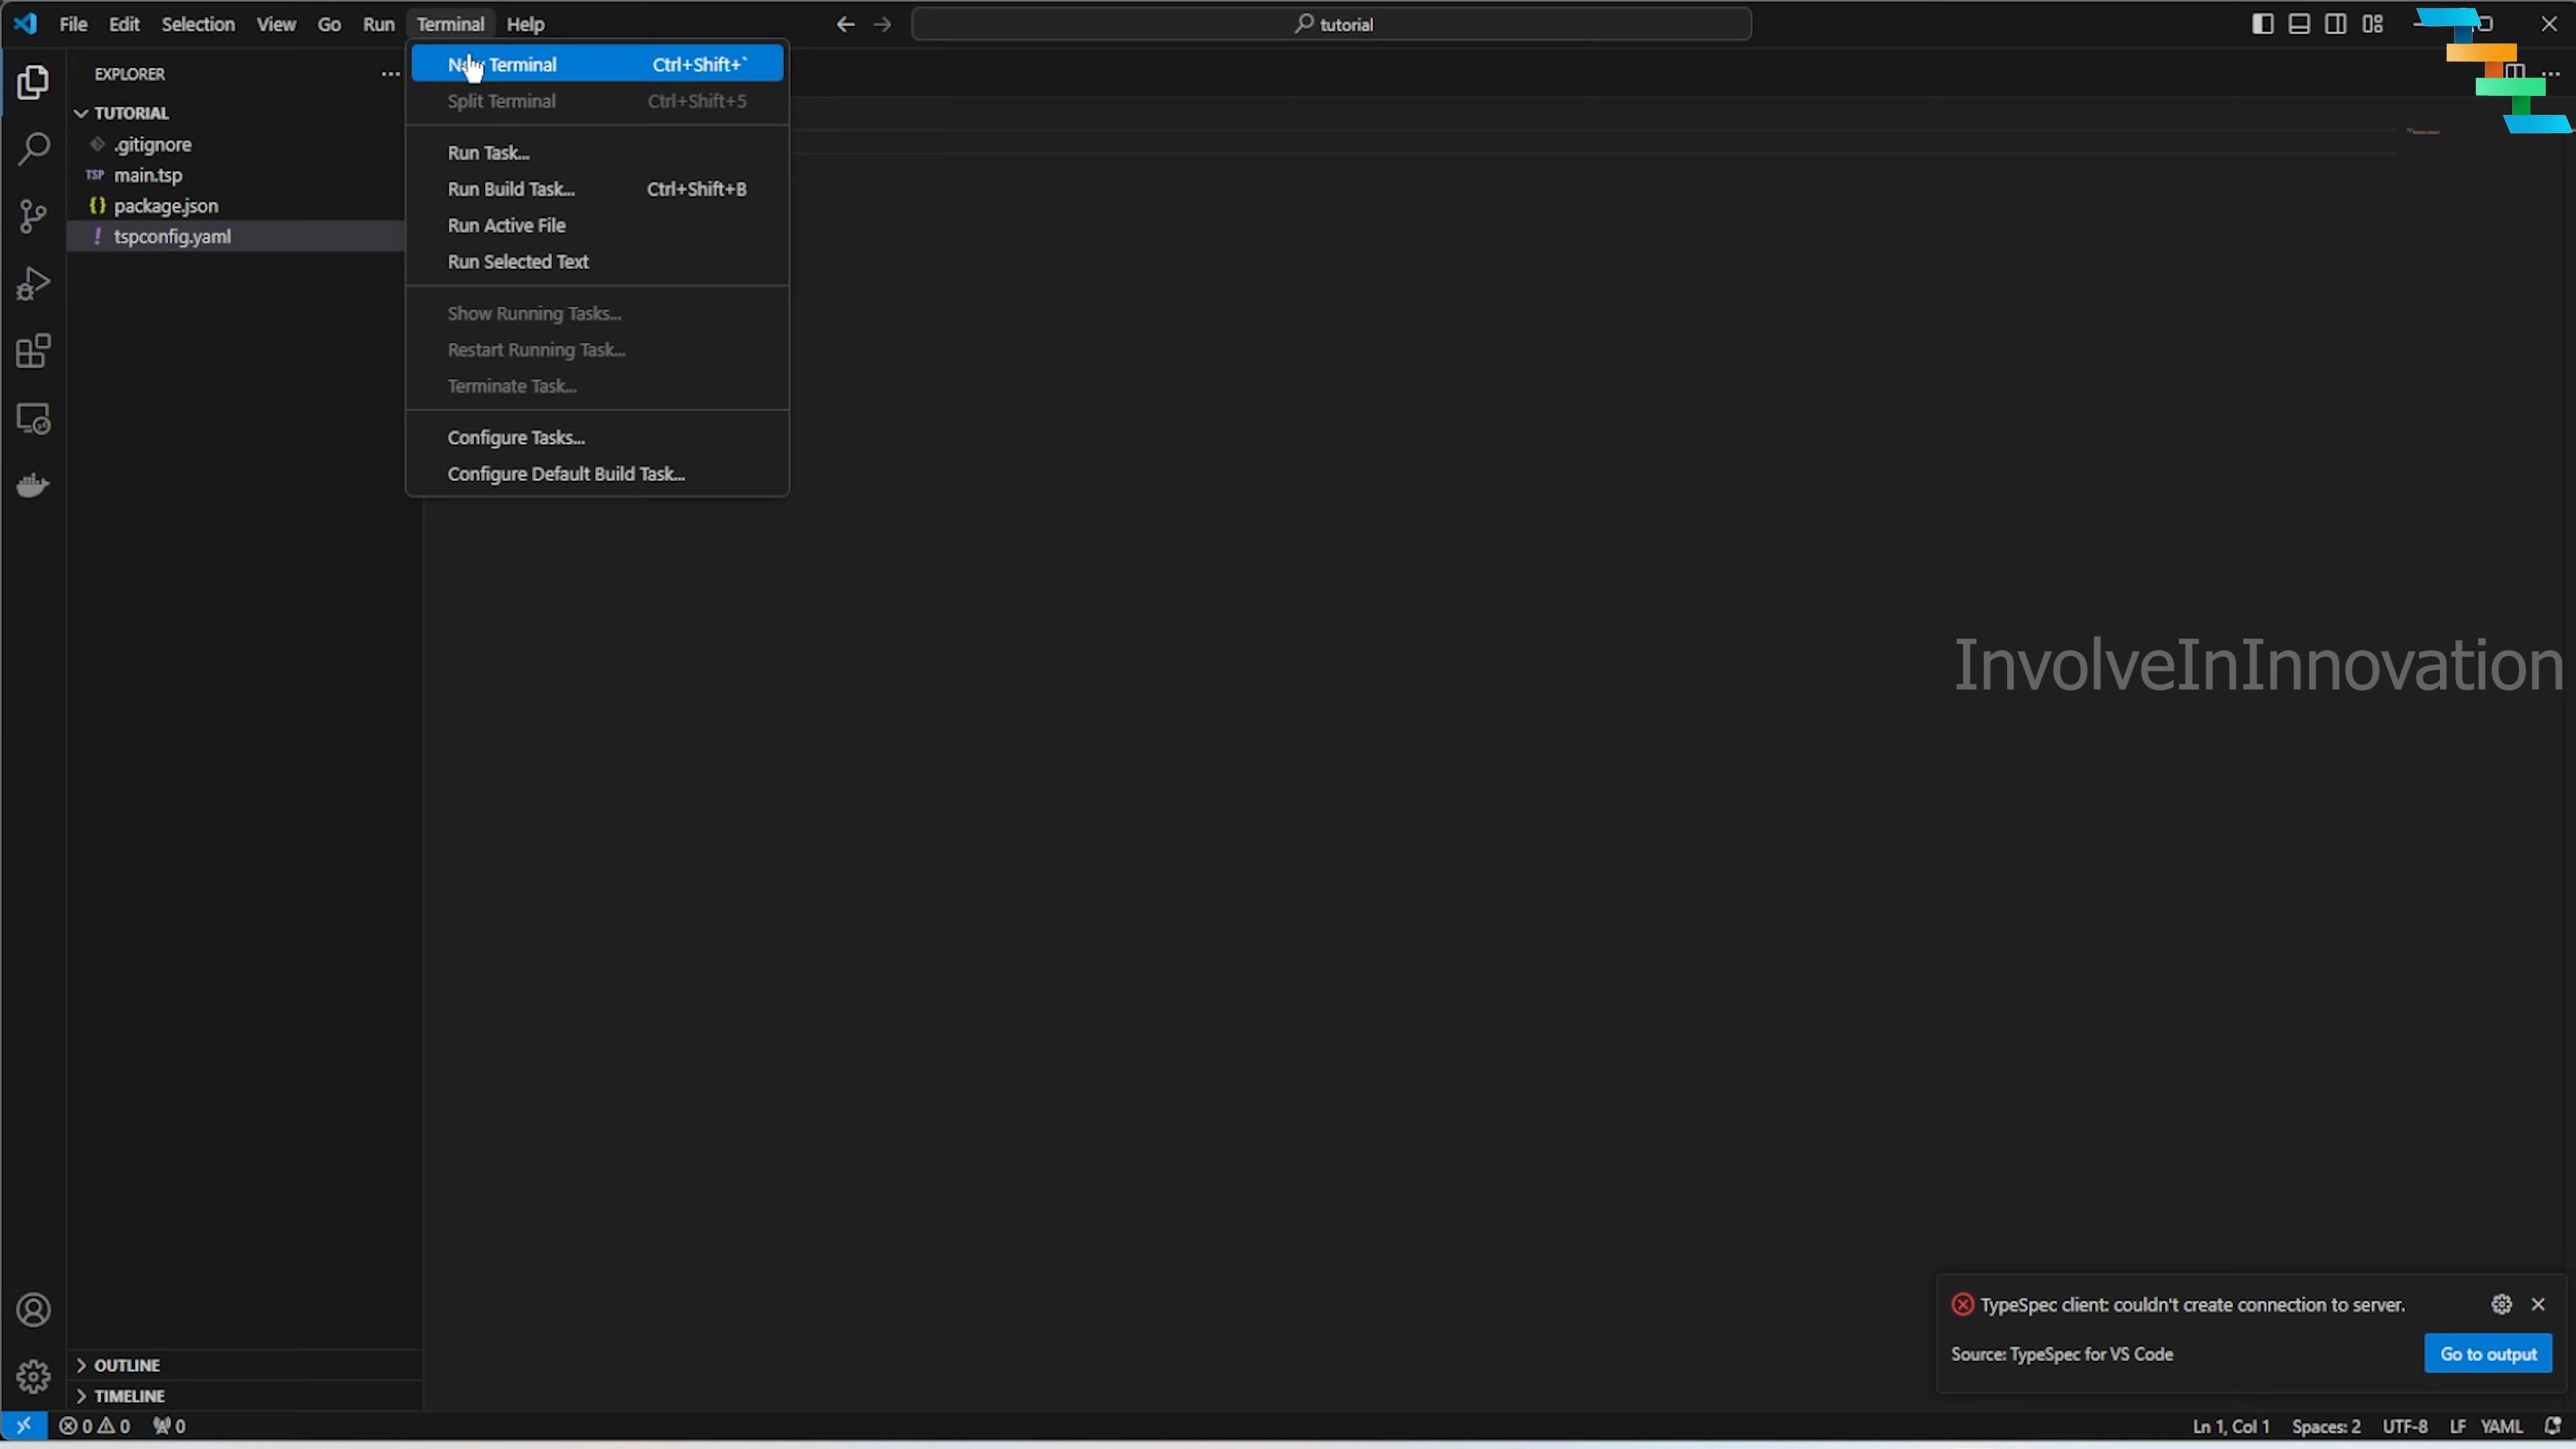 File Edit Selection View Go Run Terminal Help
tutorial
EXPLORER
TUTORIAL
.gitignore
TSP main.tsp
{} package.json
! tspconfig.yaml
Terminal Ctrl+Shift+`
Split Terminal Ctrl+Shift+5
Run Task...
Run Build Task... Ctrl+Shift+B
Run Active File
Run Selected Text
Show Running Tasks...
Restart Running Task...
Terminate Task...
Configure Tasks...
Configure Default Build Task...
InvolveInInnovation
TypeSpec client: couldn't create connection to server.
Source: TypeSpec for VS Code
Go to output
OUTLINE
TIMELINE
0 0 0
Ln 1, Col 1 Spaces: 2 UTF-8 LF YAML